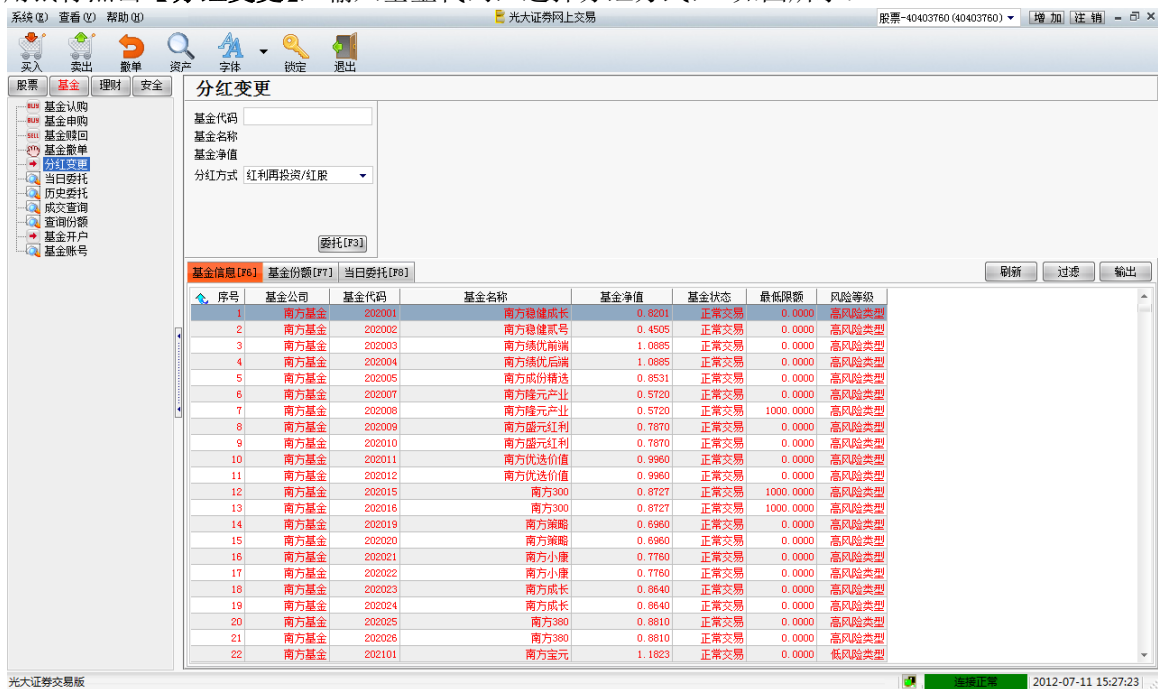 系统(X) 查看(V) 帮助(H) 光大证券网上交易 股票-40403760(40403760) 增加 注销
买入 卖出 撤单 资产 字体 锁定 退出
股票 基金 理财 安全
基金认购
基金申购
基金赎回
基金撤单
分红变更
当日委托
历史委托
成交查询
查询份额
基金开户
基金账号
分红变更
基金代码
基金名称
基金净值
分红方式 红利再投资/红股
委托[F3]
基金信息[F6] 基金份额[F7] 当日委托[F8] 刷新 过滤 输出
序号 基金公司 基金代码 基金名称 基金净值 基金状态 最低限额 风险等级
1 南方基金 202001 南方稳健成长 0.8201 正常交易 0.0000 高风险类型
2 南方基金 202002 南方稳健贰号 0.4505 正常交易 0.0000 高风险类型
3 南方基金 202003 南方绩优前端 1.0885 正常交易 0.0000 高风险类型
4 南方基金 202004 南方绩优后端 1.0885 正常交易 0.0000 高风险类型
5 南方基金 202005 南方成份精选 0.8531 正常交易 0.0000 高风险类型
6 南方基金 202007 南方隆元产业 0.5720 正常交易 0.0000 高风险类型
7 南方基金 202008 南方隆元产业 0.5720 正常交易 1000.0000 高风险类型
8 南方基金 202009 南方盛元红利 0.7870 正常交易 0.0000 高风险类型
9 南方基金 202010 南方盛元红利 0.7870 正常交易 0.0000 高风险类型
10 南方基金 202011 南方优选价值 0.9960 正常交易 0.0000 高风险类型
11 南方基金 202012 南方优选价值 0.9960 正常交易 0.0000 高风险类型
12 南方基金 202015 南方300 0.8727 正常交易 1000.0000 高风险类型
13 南方基金 202016 南方300 0.8727 正常交易 1000.0000 高风险类型
14 南方基金 202019 南方策略 0.6960 正常交易 0.0000 高风险类型
15 南方基金 202020 南方策略 0.6960 正常交易 0.0000 高风险类型
16 南方基金 202021 南方小康 0.7760 正常交易 0.0000 高风险类型
17 南方基金 202022 南方小康 0.7760 正常交易 0.0000 高风险类型
18 南方基金 202023 南方成长 0.8640 正常交易 0.0000 高风险类型
19 南方基金 202024 南方成长 0.8640 正常交易 0.0000 高风险类型
20 南方基金 202025 南方380 0.8810 正常交易 0.0000 高风险类型
21 南方基金 202026 南方380 0.8810 正常交易 0.0000 高风险类型
22 南方基金 202101 南方宝元 1.1823 正常交易 0.0000 低风险类型
光大证券交易版 连接正常 2012-07-11 15:27:23